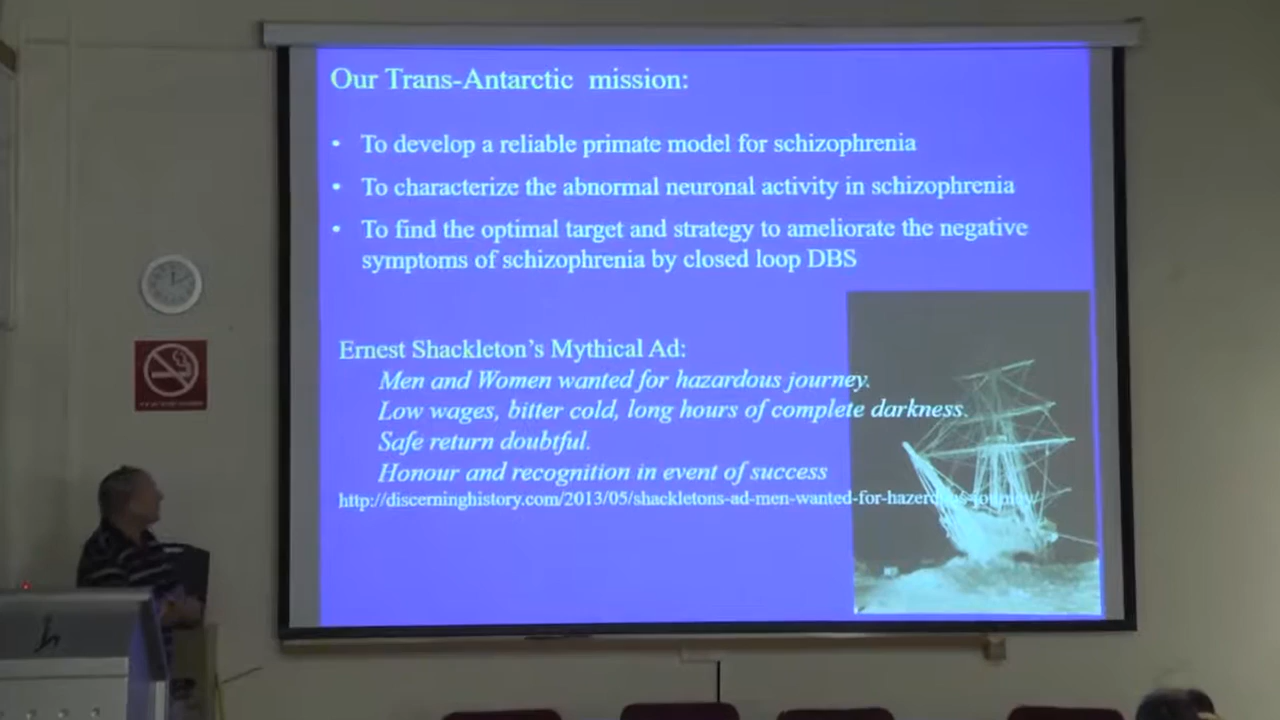 Our Trans-Antarctic mission:
• To develop a reliable primate model for schizophrenia
• To characterize the abnormal neuronal activity in schizophrenia
• To find the optimal target and strategy to ameliorate the negative
symptoms of schizophrenia by closed loop DBS
Ernest Shackleton's Mythical Ad:
Men and Women wanted for hazardous journey.
Low wages, bitter cold, long hours of complete darkness.
Safe return doubtful.
Honour and recognition in event of success